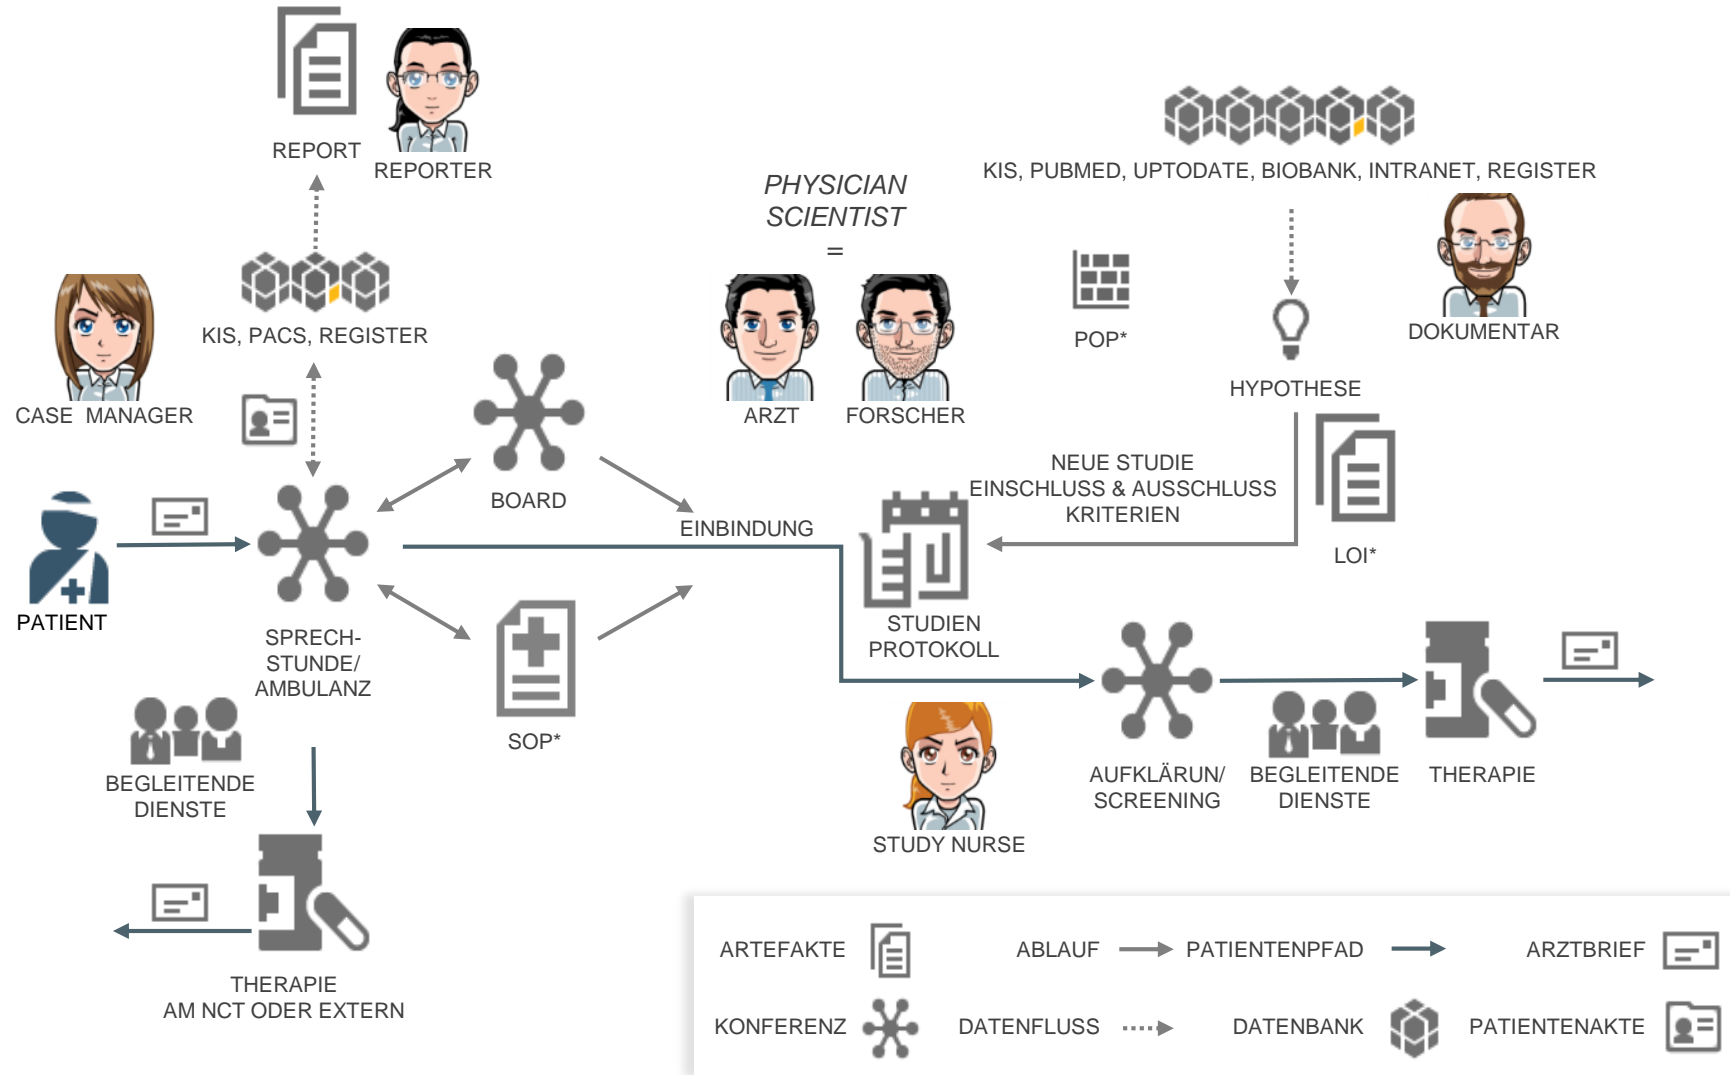 REPORT
REPORTER
KIS, PUBMED, UPTODATE, BIOBANK, INTRANET, REGISTER
PHYSICIAN
SCIENTIST
=
KIS, PACS, REGISTER
POP*
DOKUMENTAR
CASE  MANAGER
ARZT
FORSCHER
HYPOTHESE
BOARD
NEUE STUDIE
EINSCHLUSS & AUSSCHLUSS
KRITERIEN
EINBINDUNG
LOI*
PATIENT
SPRECH-
STUNDE/
AMBULANZ
STUDIEN
PROTOKOLL
SOP*
BEGLEITENDE
DIENSTE
AUFKLÄRUN/
SCREENING
BEGLEITENDE
DIENSTE
THERAPIE
STUDY NURSE
THERAPIE
AM NCT ODER EXTERN
ARTEFAKTE
ABLAUF
PATIENTENPFAD
ARZTBRIEF
KONFERENZ
DATENFLUSS
DATENBANK
PATIENTENAKTE